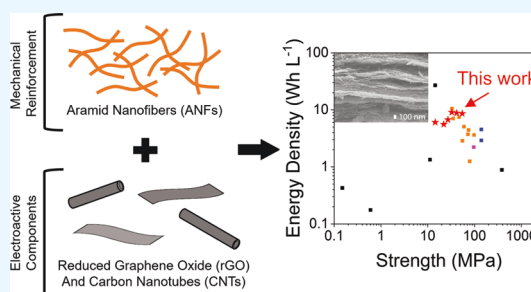 Mechanical
Reinforcement
Aramid Nanofibers (ANFs)
Electroactive
Components
Reduced Graphene Oxide (rGO)
And Carbon Nanotubes (CNTs)
Energy Density (Wh L⁻¹)
100
10
1
0.1
100 nm
This work
0.1
1
10
100
1000
Strength (MPa)